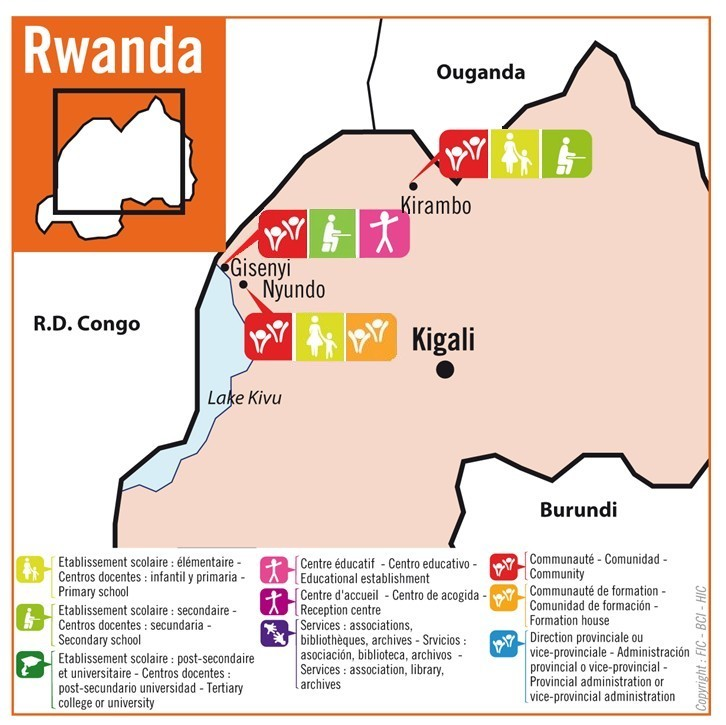 Rwanda
Ouganda
Kirambo
Gisenyi
Nyundo
R.D. Congo
Kigali
Lake Kivu
Burundi
Etablissement scolaire : élémentaire -
Centros docentes : infantil y primaria -
Primary school
Etablissement scolaire : secondaire -
Centros docentes : secundaria -
Secondary school
Etablissement scolaire : post-secondaire
et universitaire - Centros docentes :
post-secundario universidad - Tertiary
college or university
Centre éducatif - Centro educativo -
Educational establishment
Centre d'accueil - Centro de acogida -
Reception centre
Services : associations,
bibliothèques, archives - Srvicios :
asociación, biblioteca, archivos -
Services : association, library,
archives
Communauté - Comunidad -
Community
Communauté de formation -
Comunidad de formación -
Formation house
Direction provinciale ou
vice-provinciale - Administración
provincial o vice-provincial -
Provincial administration or
vice-provincial administration
Copyright : FIC - BCI - HIC